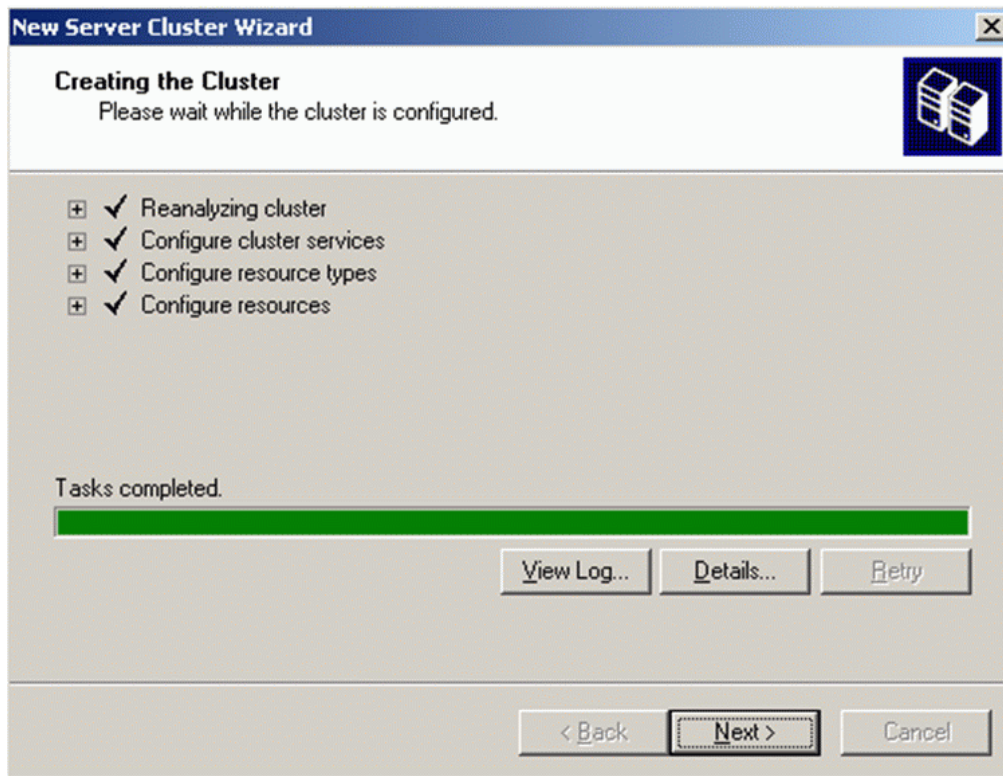 New Server Cluster Wizard
Creating the Cluster
Please wait while the cluster is configured.
Reanalyzing cluster
Configure cluster services
Configure resource types
Configure resources
Tasks completed.
View Log... Details... Retry
< Back Next > Cancel